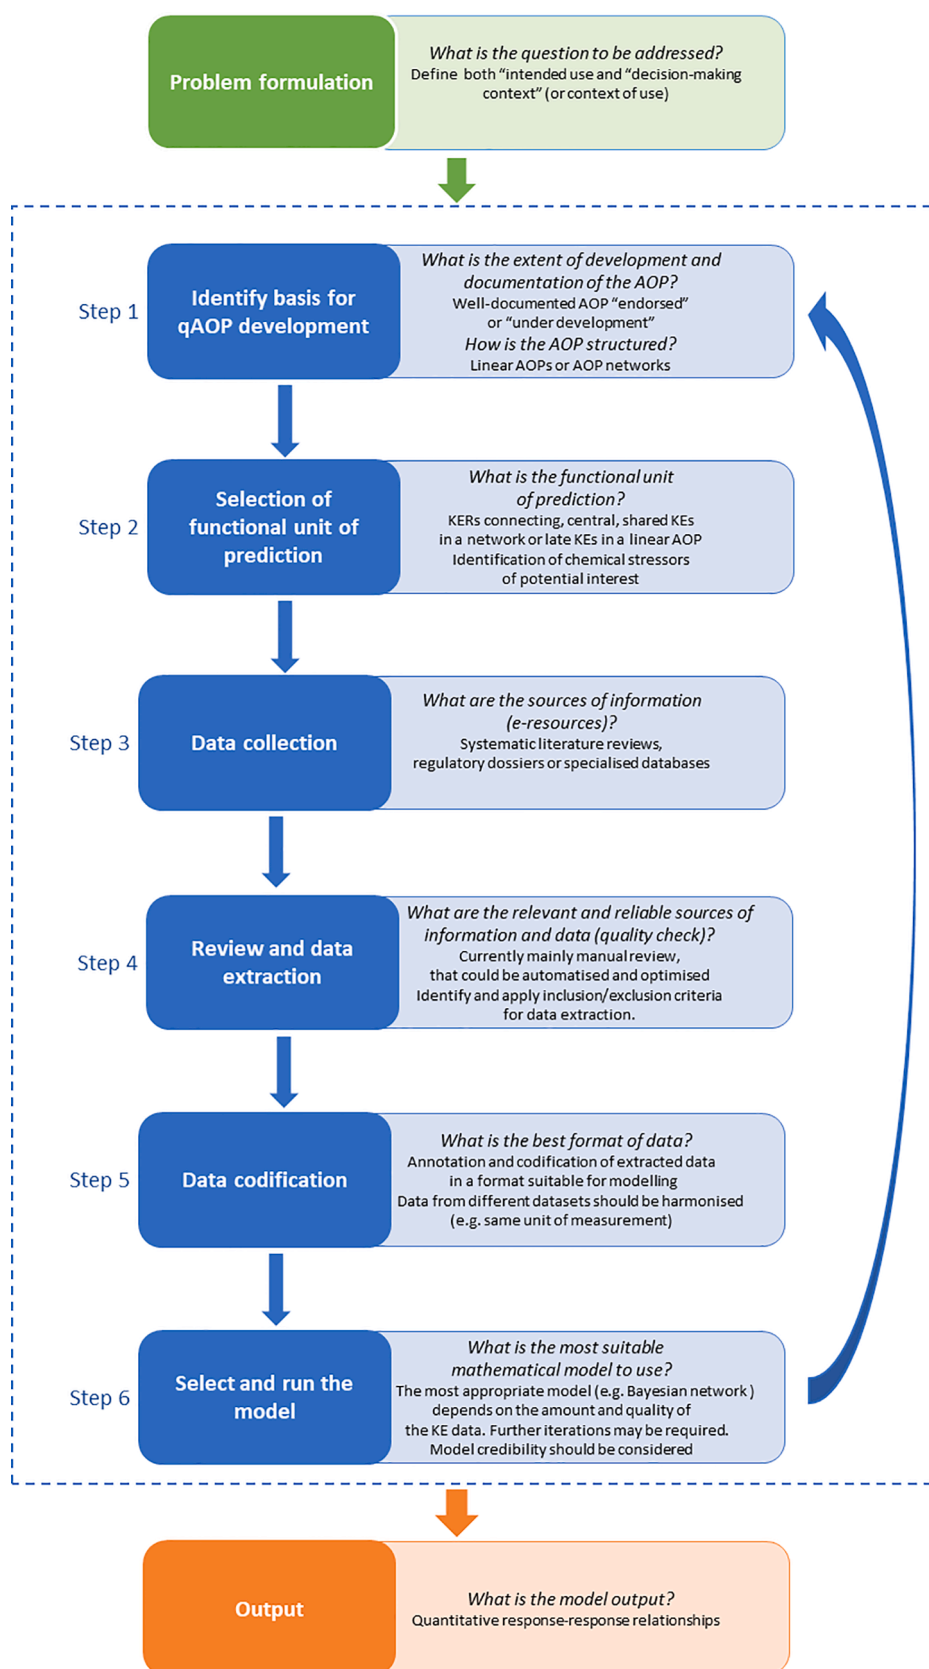 Problem formulation
What is the question to be addressed?
Define both “intended use and “decision-making
context” (or context of use)
Step 1
Identify basis for
qAOP development
What is the extent of development and
documentation of the AOP?
Well-documented AOP “endorsed”
or “under development”
How is the AOP structured?
Linear AOPs or AOP networks
Step 2
Selection of
functional unit of
prediction
What is the functional unit
of prediction?
KERs connecting, central, shared KEs
in a network or late KEs in a linear AOP
Identification of chemical stressors
of potential interest
Step 3
Data collection
What are the sources of information
(e-resources)?
Systematic literature reviews,
regulatory dossiers or specialised databases
Step 4
Review and data
extraction
What are the relevant and reliable sources of
information and data (quality check)?
Currently mainly manual review,
that could be automatised and optimised
Identify and apply inclusion/exclusion criteria
for data extraction.
Step 5
Data codification
What is the best format of data?
Annotation and codification of extracted data
in a format suitable for modelling
Data from different datasets should be harmonised
(e.g. same unit of measurement)
Step 6
Select and run the
model
What is the most suitable
mathematical model to use?
The most appropriate model (e.g. Bayesian network )
depends on the amount and quality of
the KE data. Further iterations may be required.
Model credibility should be considered
Output
What is the model output?
Quantitative response-response relationships